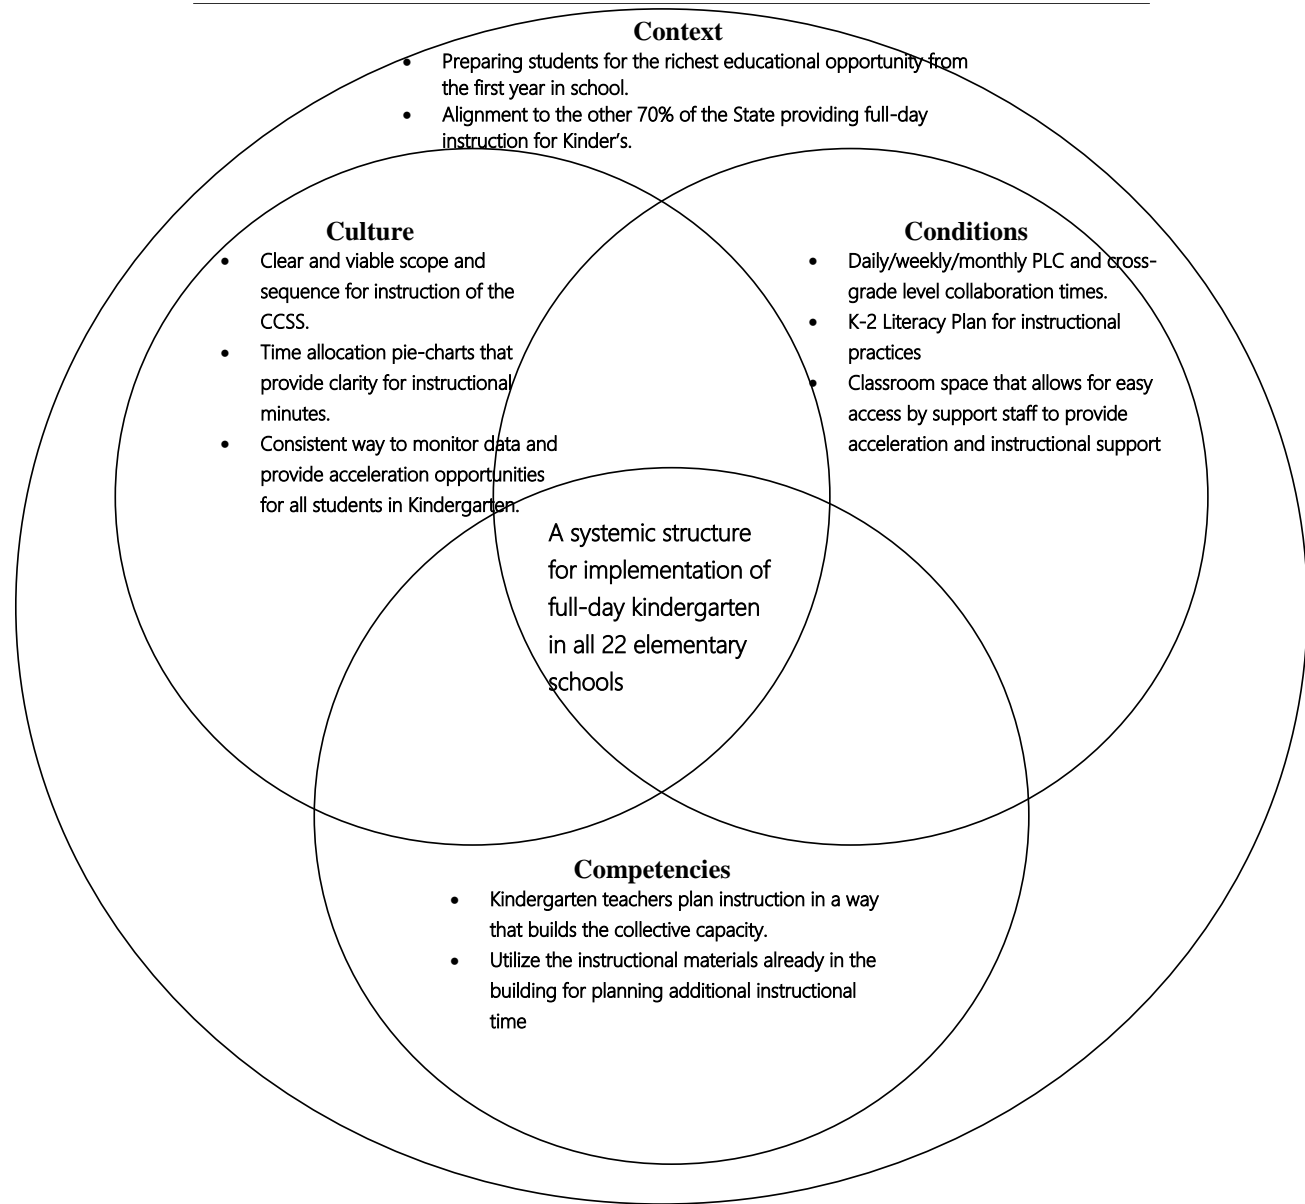 Context
• Preparing students for the richest educational opportunity from
the first year in school.
• Alignment to the other 70% of the State providing full-day
instruction for Kinder's.
Culture
• Clear and viable scope and
sequence for instruction of the
CCSS.
• Time allocation pie-charts that
provide clarity for instructional
minutes.
• Consistent way to monitor data and
provide acceleration opportunities
for all students in Kindergarten.
Conditions
• Daily/weekly/monthly PLC and cross-
grade level collaboration times.
• K-2 Literacy Plan for instructional
practices
• Classroom space that allows for easy
access by support staff to provide
acceleration and instructional support
A systemic structure
for implementation of
full-day kindergarten
in all 22 elementary
schools
Competencies
• Kindergarten teachers plan instruction in a way
that builds the collective capacity.
• Utilize the instructional materials already in the
building for planning additional instructional
time